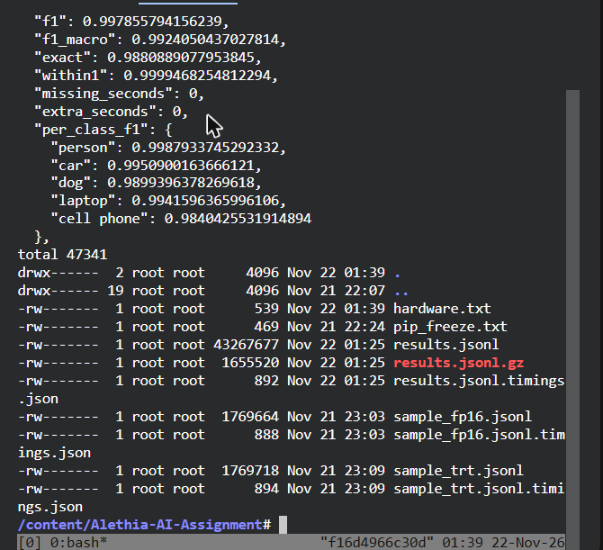 "f1": 0.997855794156239,
"f1_macro": 0.9924050437027814,
"exact": 0.9880889077953845,
"within1": 0.9999468254812294,
"missing_seconds": 0,
"extra_seconds": 0,
"per_class_f1": {
"person": 0.9987933745292332,
"car": 0.9950900163666121,
"dog": 0.9899396378269618,
"laptop": 0.9941596365996106,
"cell phone": 0.9840425531914894
},
total 47341
drwx------  2 root root     4096 Nov 22 01:39 .
drwx------ 19 root root     4096 Nov 21 22:07 ..
-rw-------  1 root root      539 Nov 22 01:39 hardware.txt
-rw-------  1 root root      469 Nov 21 22:24 pip_freeze.txt
-rw-------  1 root root 43267677 Nov 22 01:25 results.jsonl
-rw-------  1 root root  1655520 Nov 22 01:25 results.jsonl.gz
-rw-------  1 root root      892 Nov 22 01:25 results.jsonl.timings
.json
-rw-------  1 root root  1769664 Nov 21 23:03 sample_fp16.jsonl
-rw-------  1 root root      888 Nov 21 23:03 sample_fp16.jsonl.tim
ings.json
-rw-------  1 root root  1769718 Nov 21 23:09 sample_trt.jsonl
-rw-------  1 root root      894 Nov 21 23:09 sample_trt.jsonl.timi
ngs.json
/content/Alethia-AI-Assignment#
[0] 0:bash* "f16d4966c30d" 01:39 22-Nov-26